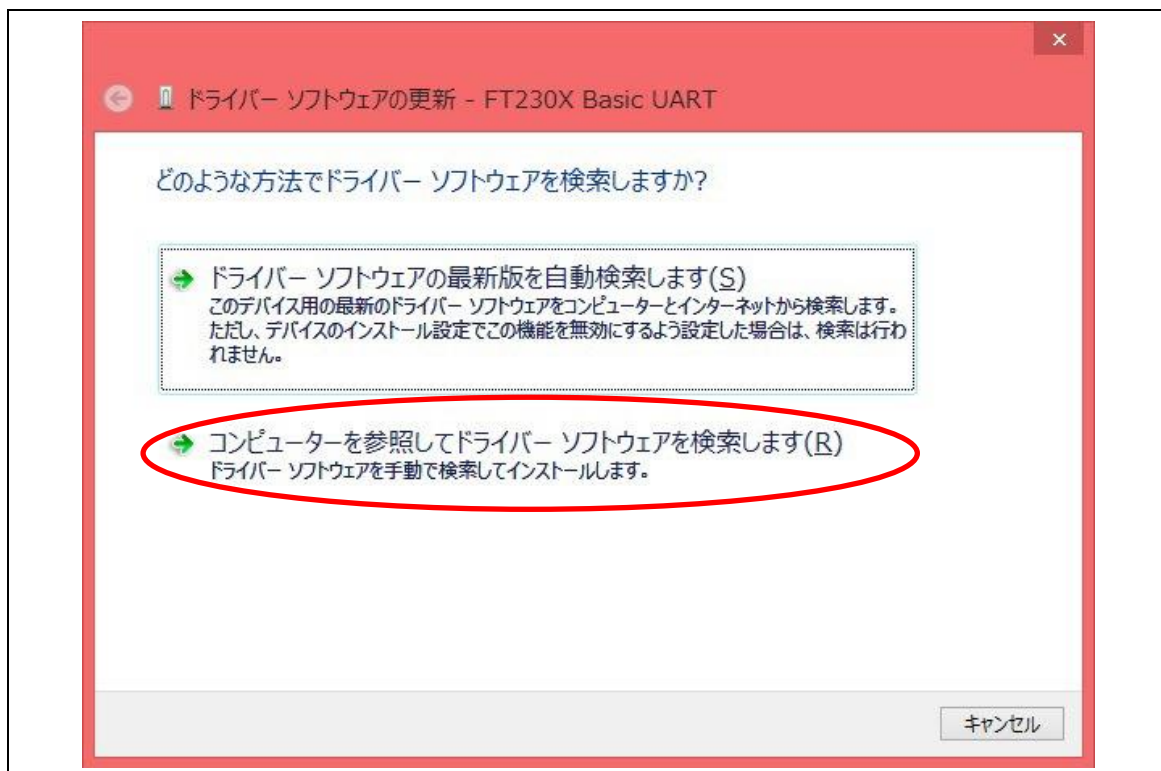 ドライバー ソフトウェアの更新 - FT230X Basic UART
どのような方法でドライバー ソフトウェアを検索しますか?
ドライバー ソフトウェアの最新版を自動検索します(S)
このデバイス用の最新のドライバー ソフトウェアをコンピューターとインターネットから検索します。
ただし、デバイスのインストール設定でこの機能を無効にするよう設定した場合は、検索は行わ
れません。
コンピューターを参照してドライバー ソフトウェアを検索します(R)
ドライバー ソフトウェアを手動で検索してインストールします。
キャンセル